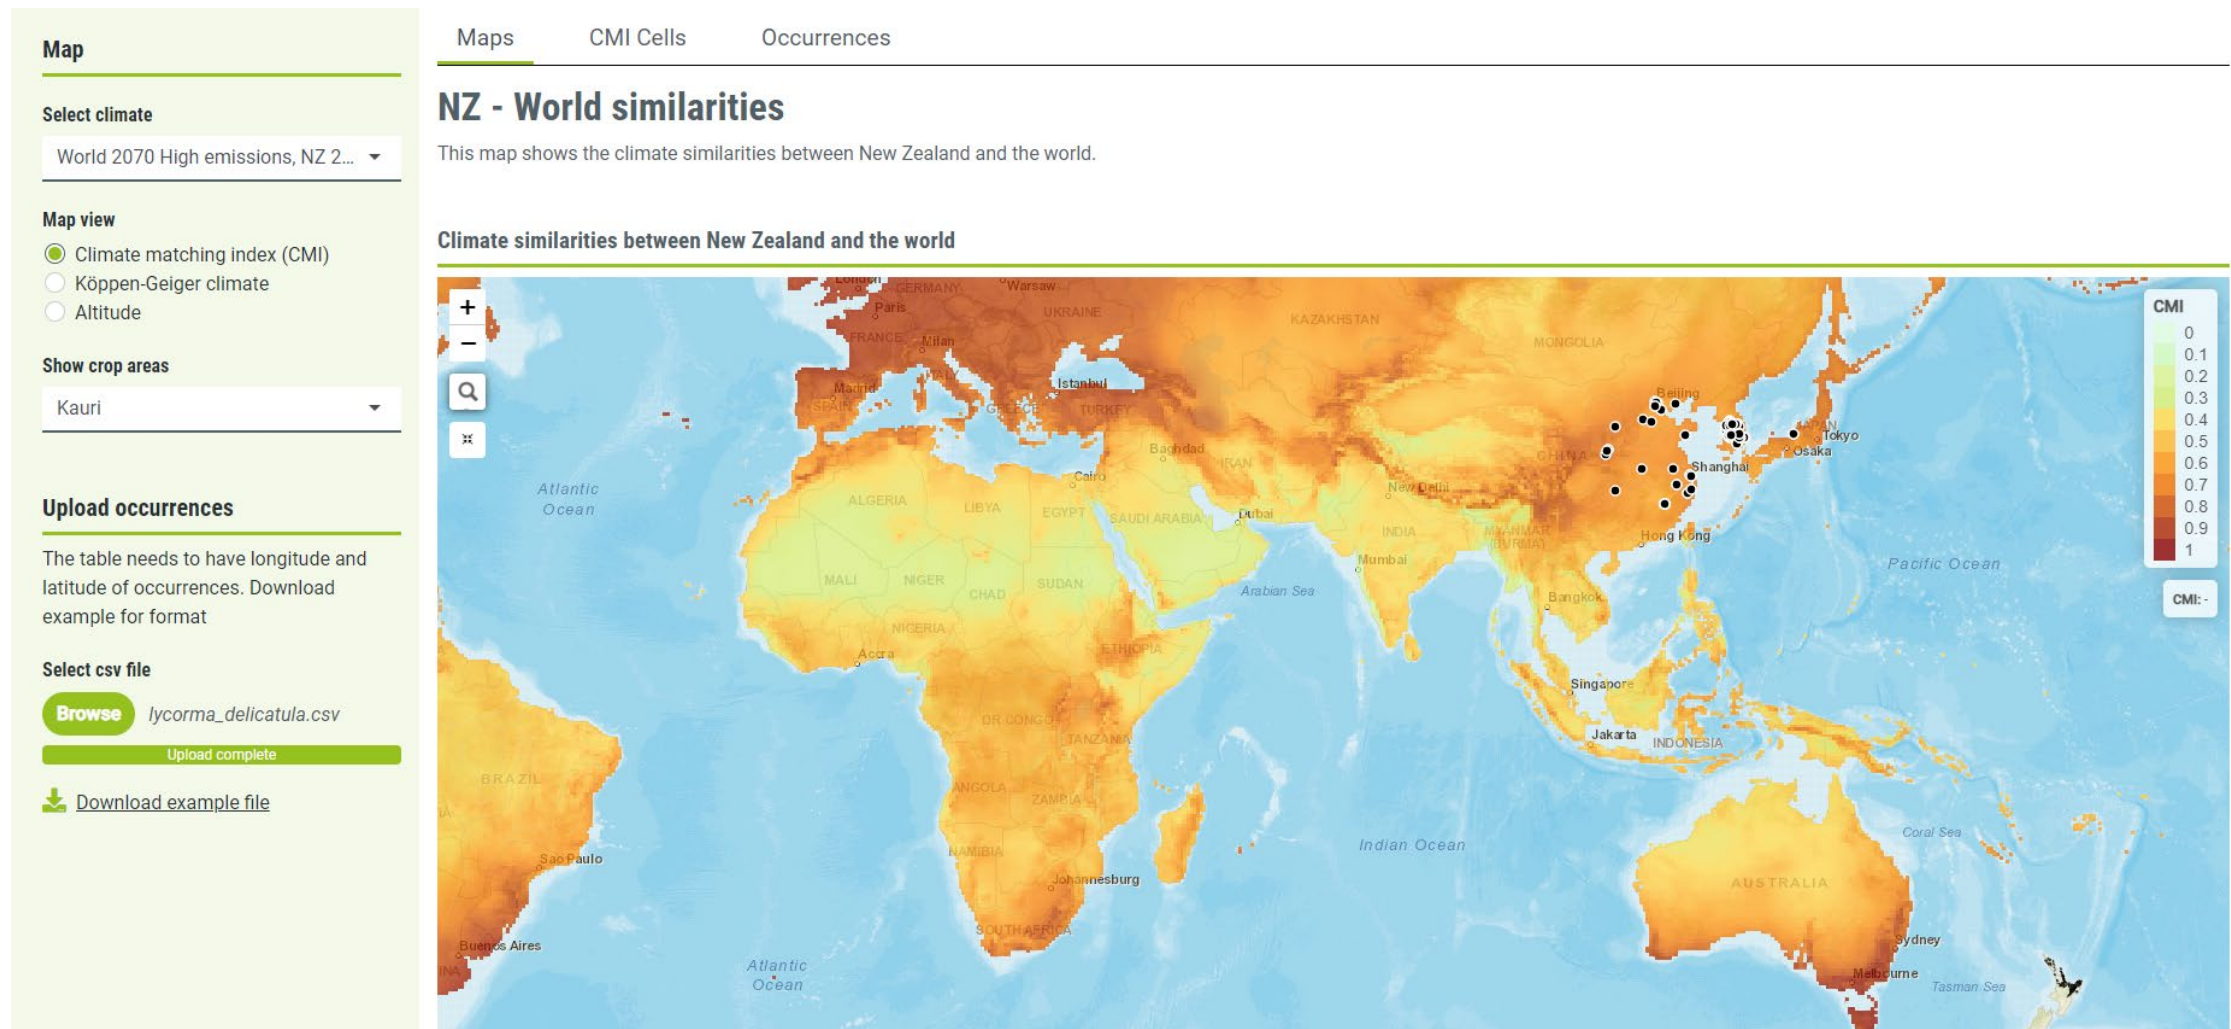 Map
Select climate
World 2070 High emissions, NZ 2...
Map view
Climate matching index (CMI)
Köppen-Geiger climate
Altitude
Show crop areas
Kauri
Upload occurrences
The table needs to have longitude and
latitude of occurrences. Download
example for format
Select csv file
Browse lycorma_delicatula.csv
Upload complete
Download example file
Maps CMI Cells Occurrences
NZ - World similarities
This map shows the climate similarities between New Zealand and the world.
Climate similarities between New Zealand and the world
+
−
London
GERMANY
Warsaw
Paris
UKRAINE
KAZAKHSTAN
FRANCE
Milan
MONGOLIA
ITALY
Istanbul
Madrid
SPAIN
GREECE
TURKEY
Beijing
JAPAN
Tokyo
Osaka
Baghdad
IRAN
CHINA
Shanghai
Cairo
New Delhi
Atlantic
Ocean
ALGERIA
LIBYA
EGYPT
SAUDI ARABIA
Dubai
INDIA
MYANMAR
(BURMA)
Hong Kong
Mumbai
Pacific Ocean
MALI
NIGER
CHAD
SUDAN
Arabian Sea
Bangkok
NIGERIA
Accra
ETHIOPIA
Singapore
DR CONGO
TANZANIA
Jakarta
INDONESIA
BRAZIL
ANGOLA
ZAMBIA
Coral Sea
Indian Ocean
NAMIBIA
Sao Paulo
Johannesburg
AUSTRALIA
SOUTH AFRICA
Buenos Aires
Sydney
Atlantic
Ocean
Melbourne
Tasman Sea
CMI
0
0.1
0.2
0.3
0.4
0.5
0.6
0.7
0.8
0.9
1
CMI: -